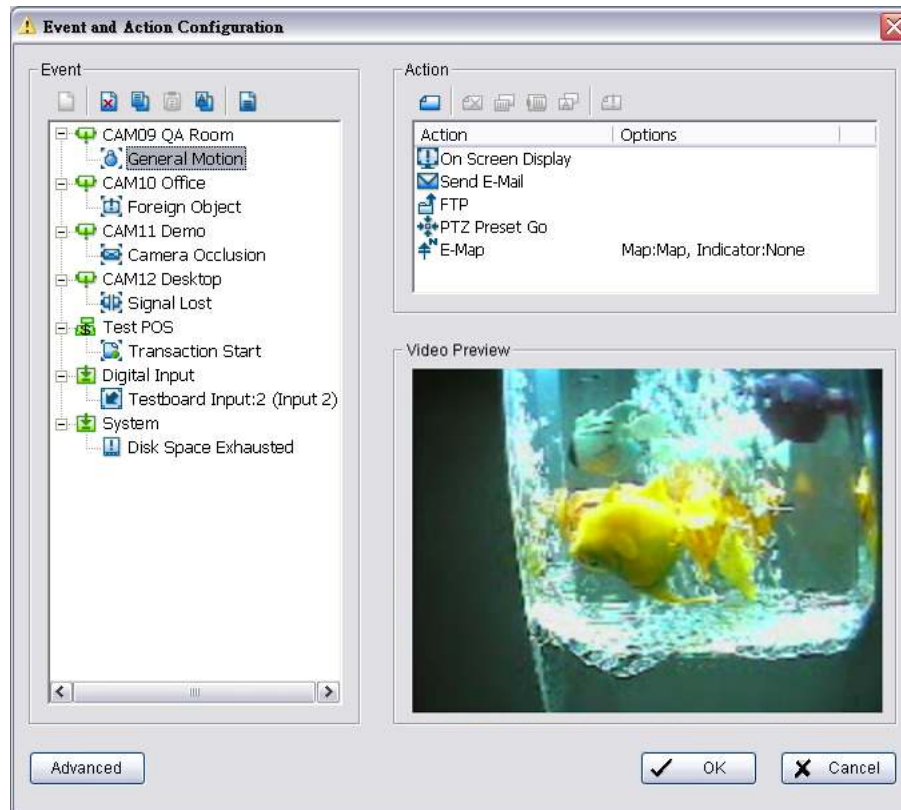 Event and Action Configuration
Event
CAM09 QA Room
General Motion
CAM10 Office
Foreign Object
CAM11 Demo
Camera Occlusion
CAM12 Desktop
Signal Lost
Test POS
Transaction Start
Digital Input
Testboard Input:2 (Input 2)
System
Disk Space Exhausted
Action
Action Options
On Screen Display
Send E-Mail
FTP
PTZ Preset Go
E-Map Map:Map, Indicator:None
Video Preview
Advanced
OK
Cancel